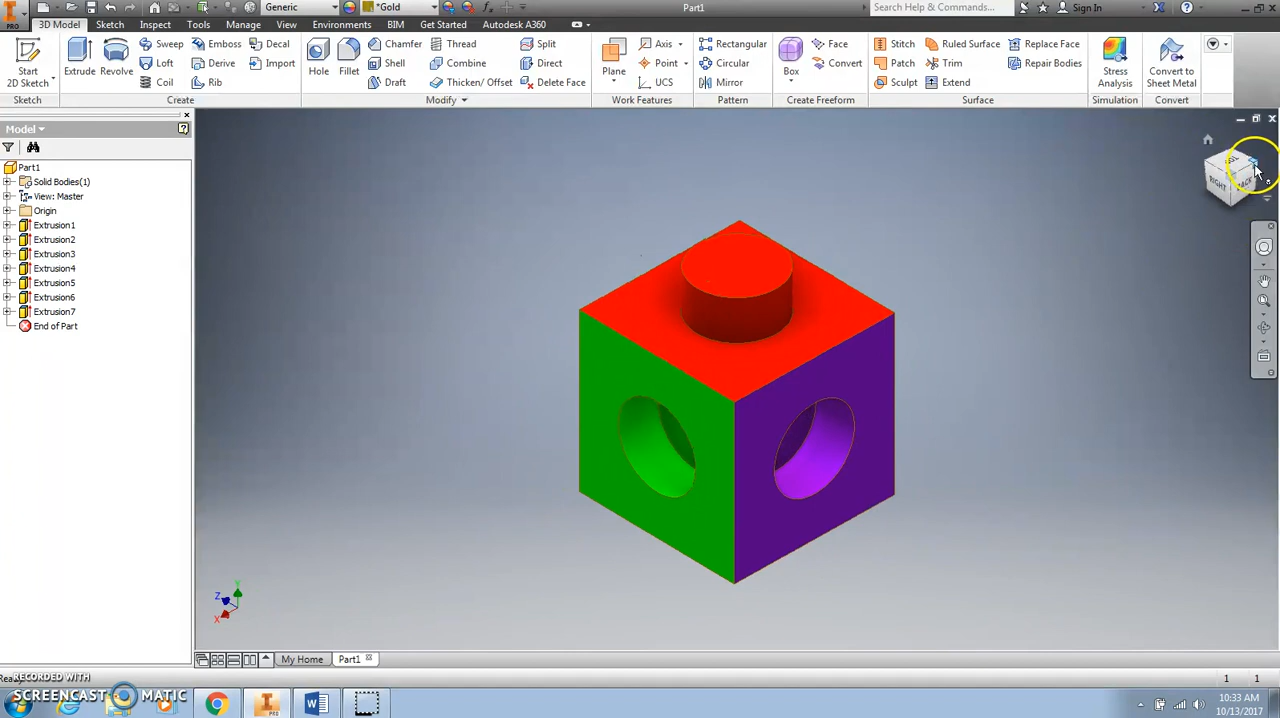 Generic
*Gold
Part1
Search Help & Commands...
Sign In
PRO
3D Model
Sketch
Inspect
Tools
Manage
View
Environments
BIM
Get Started
Autodesk A360
Start
2D Sketch
Extrude
Revolve
Sweep
Emboss
Decal
Loft
Derive
Import
Coil
Rib
Hole
Fillet
Chamfer
Thread
Split
Shell
Combine
Direct
Draft
Thicken/ Offset
Delete Face
Plane
Axis
Point
UCS
Rectangular
Circular
Mirror
Box
Face
Convert
Stitch
Ruled Surface
Replace Face
Patch
Trim
Repair Bodies
Sculpt
Extend
Stress
Analysis
Convert to
Sheet Metal
Sketch
Create
Modify
Work Features
Pattern
Create Freeform
Surface
Simulation
Convert
Model
Part1
Solid Bodies(1)
View: Master
Origin
Extrusion1
Extrusion2
Extrusion3
Extrusion4
Extrusion5
Extrusion6
Extrusion7
End of Part
RIGHT
BACK
Y
Z
X
My Home
Part1
Ready
1 1
RECORDED WITH
SCREENCAST MATIC
PRO
10:33 AM
10/13/2017